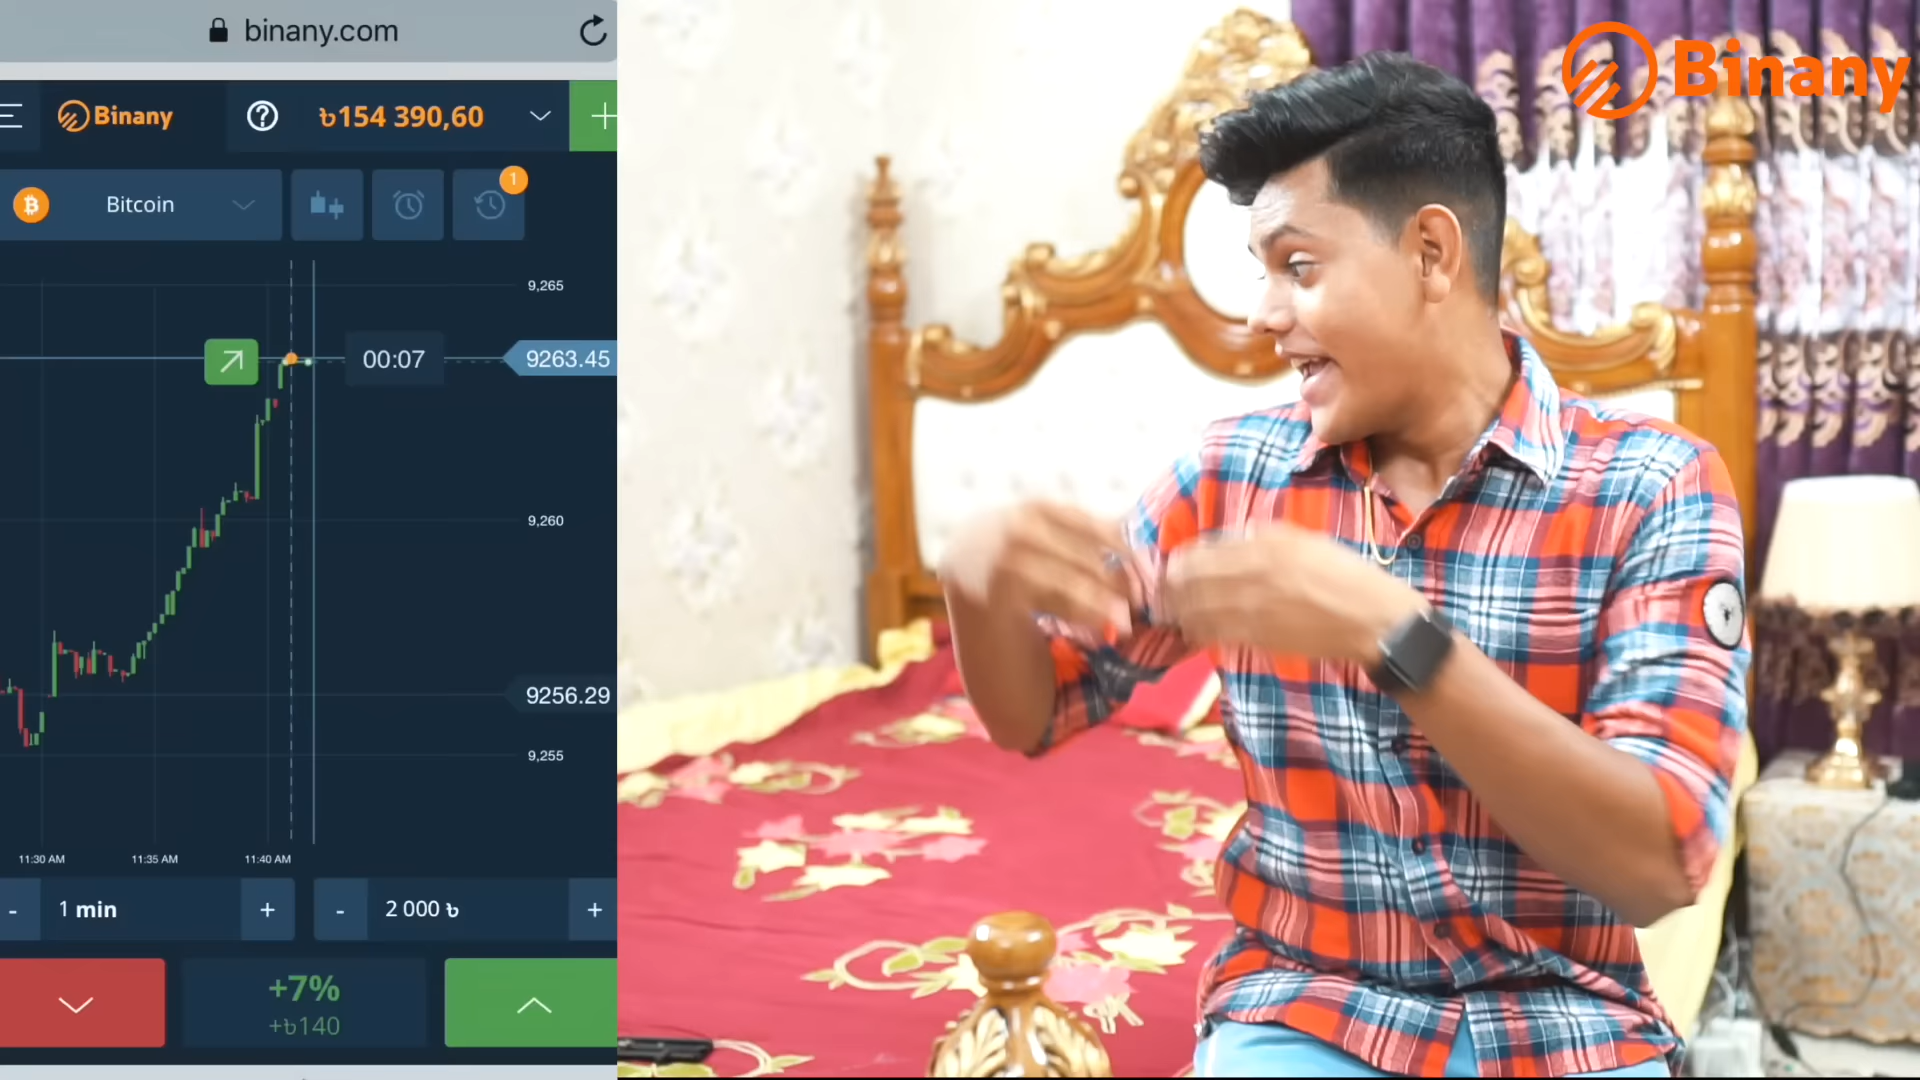 binany.com
Binany
? ৳154 390,60
Bitcoin
1
9,265
00:07
9263.45
9,260
9256.29
9,255
11:30 AM
11:35 AM
11:40 AM
- 1 min +
- 2 000 ৳ +
+7%
+৳140
Binany